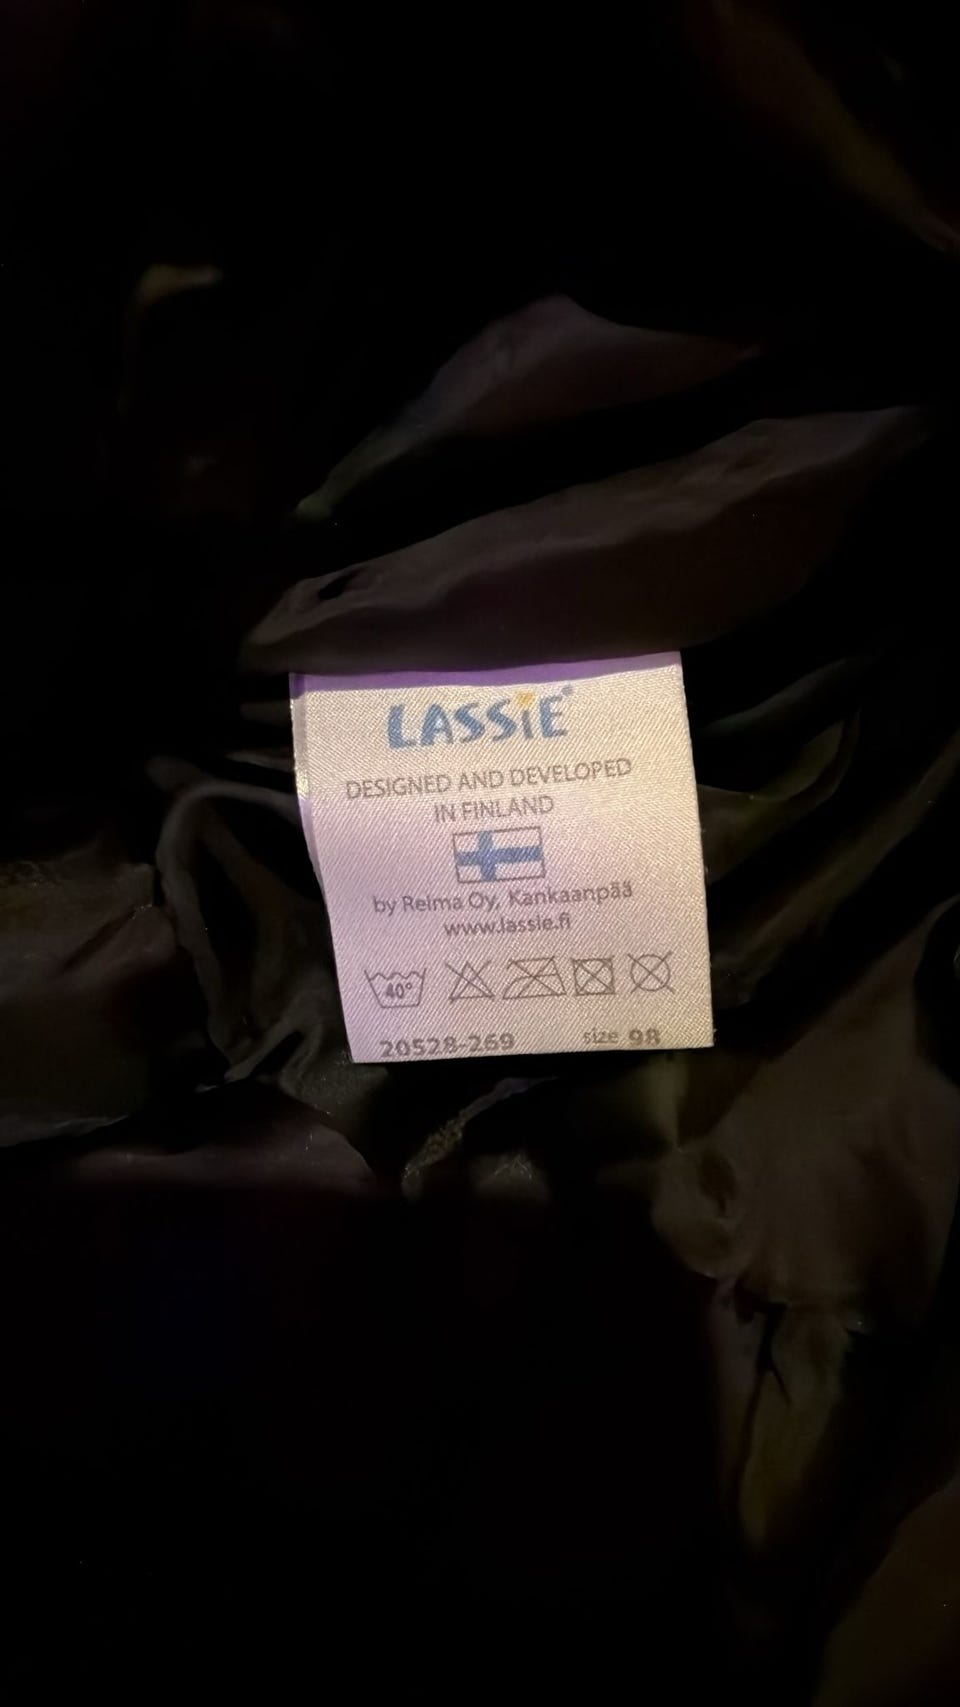 LASSiE®
DESIGNED AND DEVELOPED
IN FINLAND
by Reima Oy, Kankaanpää
www.lassie.fi
40°
20528-269 size 98